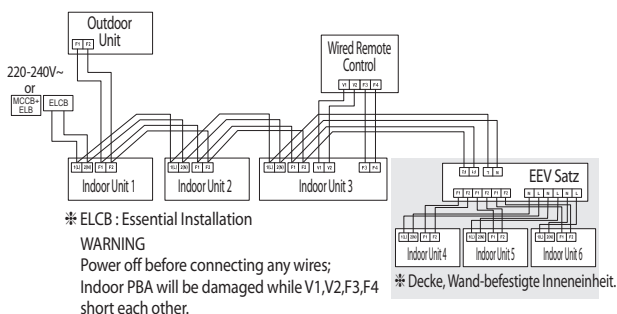 Outdoor
Unit
F1 F2
Wired Remote
Control
V1 V2 F3 F4
220-240V~
or
MCCB+
ELB
ELCB
1(L) 2(N) F1 F2
1(L) 2(N) F1 F2
1(L) 2(N) F1 F2
V1 V2
F3 F4
Indoor Unit 1
Indoor Unit 2
Indoor Unit 3
EEV Satz
F1 F2 F1 F2 F1 F2
N L N L N L
1(L) 2(N) F1 F2
1(L) 2(N) F1 F2
1(L) 2(N) F1 F2
Indoor Unit 4
Indoor Unit 5
Indoor Unit 6
※ Decke, Wand-befestigte Inneneinheit.
※ ELCB : Essential Installation
WARNING
Power off before connecting any wires;
Indoor PBA will be damaged while V1,V2,F3,F4
short each other.